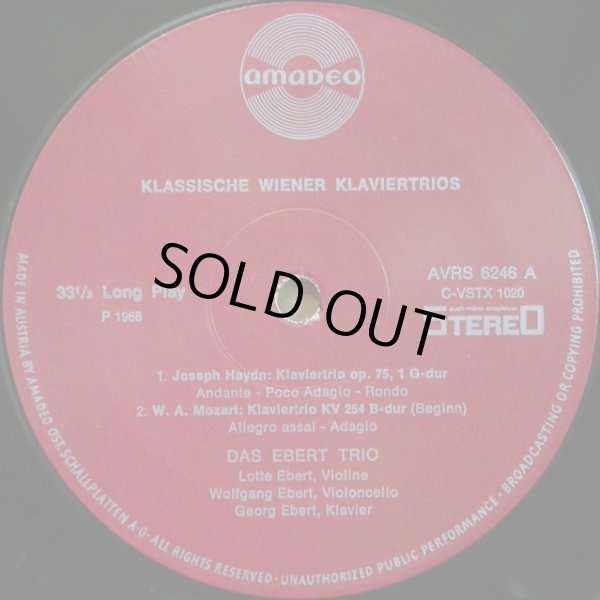 AMADEO
KLASSISCHE WIENER KLAVIERTRIOS
33⅓ Long Play
P 1968
SOLD OUT
AVRS 6246 A
C-VSTX 1020
auch mono abspielbar
STEREO
1. Joseph Haydn: Klaviertrio op. 75, 1 G-dur
Andante - Poco Adagio - Rondo
2. W. A. Mozart: Klaviertrio KV 254 B-dur (Beginn)
Allegro assai - Adagio
DAS EBERT TRIO
Lotte Ebert, Violine
Wolfgang Ebert, Violoncello
Georg Ebert, Klavier
MADE IN AUSTRIA BY AMADEO ÖST. SCHALLPLATTEN A·G· ALL RIGHTS RESERVED · UNAUTHORIZED PUBLIC PERFORMANCE · BROADCASTING OR COPYING PROHIBITED